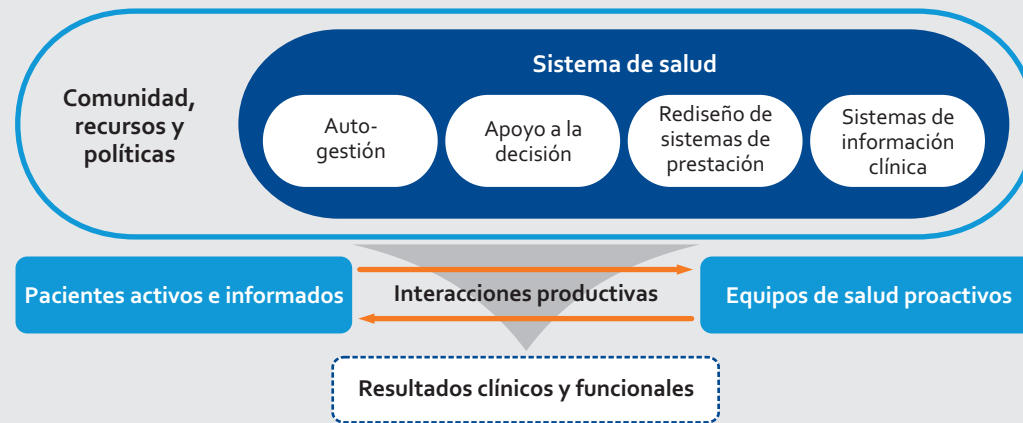 Sistema de salud
Comunidad,
recursos y
políticas
Auto-
gestión
Apoyo a la
decisión
Rediseño de
sistemas de
prestación
Sistemas de
información
clínica
Pacientes activos e informados
Interacciones productivas
Equipos de salud proactivos
Resultados clínicos y funcionales